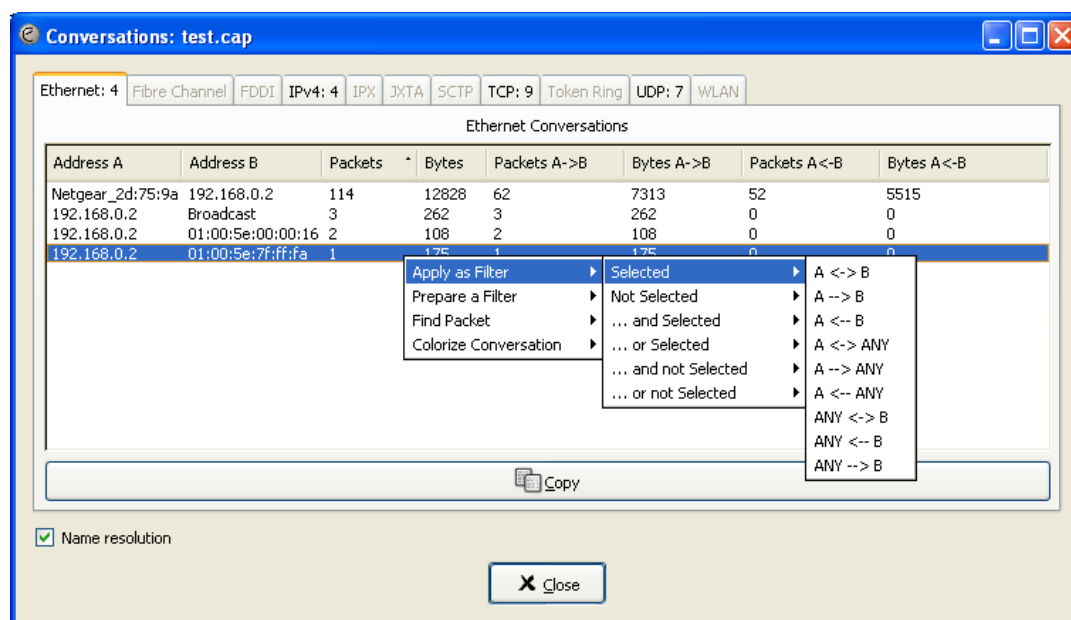 Conversations: test.cap
Ethernet: 4 Fibre Channel FDDI IPv4: 4 IPX JXTA SCTP TCP: 9 Token Ring UDP: 7 WLAN
Ethernet Conversations
Address A Address B Packets Bytes Packets A->B Bytes A->B Packets A<-B Bytes A<-B
Netgear_2d:75:9a 192.168.0.2 114 12828 62 7313 52 5515
192.168.0.2 Broadcast 3 262 3 262 0 0
192.168.0.2 01:00:5e:00:00:16 2 108 2 108 0 0
192.168.0.2 01:00:5e:7f:ff:fa 1 175 1 175 0 0
Apply as Filter Selected A <-> B
Prepare a Filter Not Selected A --> B
Find Packet ... and Selected A <-- B
Colorize Conversation ... or Selected A <-> ANY
... and not Selected A --> ANY
... or not Selected A <-- ANY
ANY <-> B
ANY <-- B
ANY --> B
Copy
Name resolution
Close